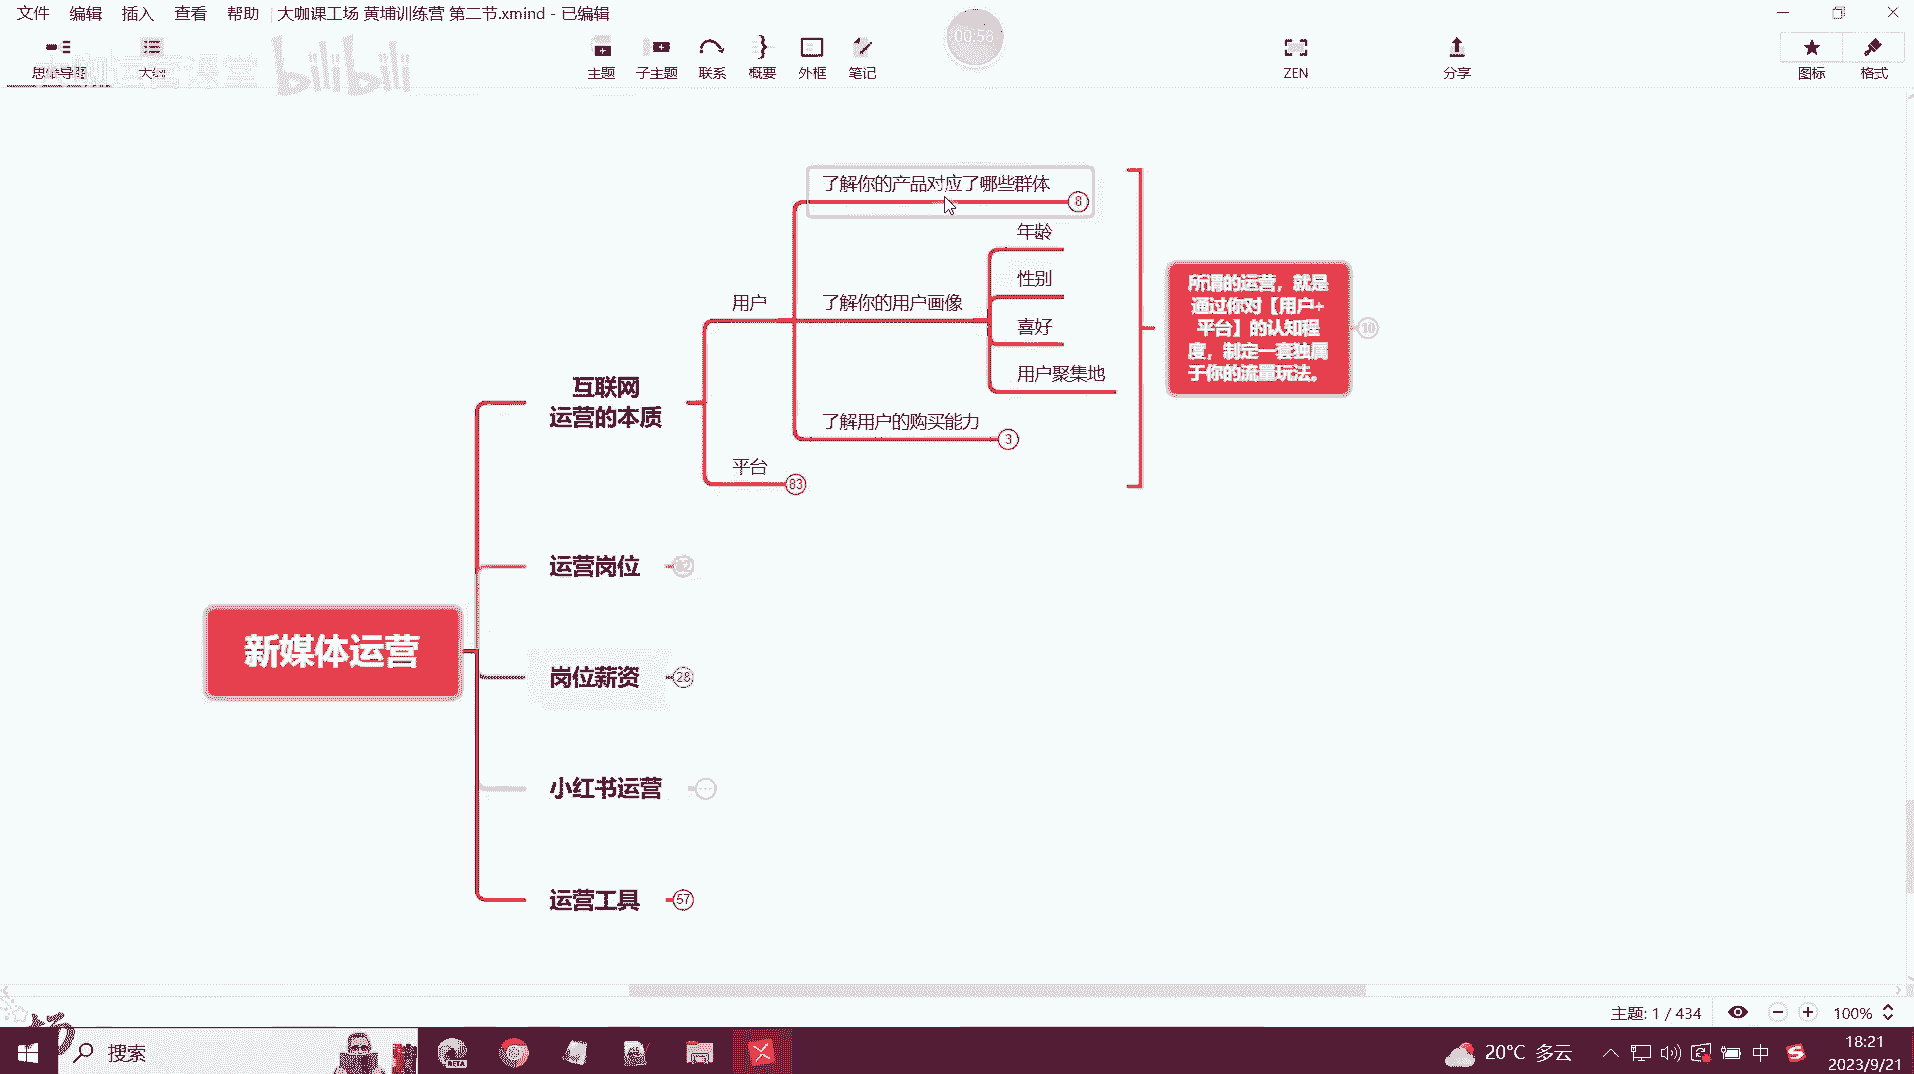 文件 编辑 插入 查看 帮助 大咖课工场 黄埔训练营 第二节.xmind - 已编辑
00:56
思维导图 大纲 主题 子主题 联系 概要 外框 笔记 ZEN 分享 图标 格式
运营课堂 bilibili
了解你的产品对应了哪些群体 8
年龄
性别
喜好
用户聚集地
用户 了解你的用户画像
了解用户的购买能力 3
平台 83
所谓的运营，就是
通过你对【用户+
平台】的认知程
度，制定一套独属
于你的流量玩法。
10
互联网
运营的本质
运营岗位
新媒体运营
岗位薪资 28
小红书运营
运营工具 57
主题: 1 / 434 100%
搜索
BETA
20°C 多云 中
18:21
2023/9/21